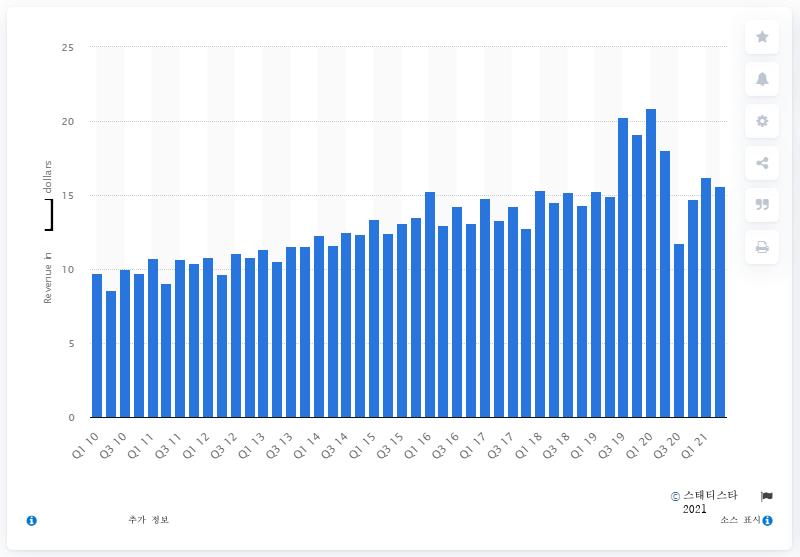 25
20
15
10
5
0
Revenue in ] dollars
Q1 10
Q3 10
Q1 11
Q3 11
Q1 12
Q3 12
Q1 13
Q3 13
Q1 14
Q3 14
Q1 15
Q3 15
Q1 16
Q3 16
Q1 17
Q3 17
Q1 18
Q3 18
Q1 19
Q3 19
Q1 20
Q3 20
Q1 21
© 스태티스타
2021
추가 정보
소스 표시